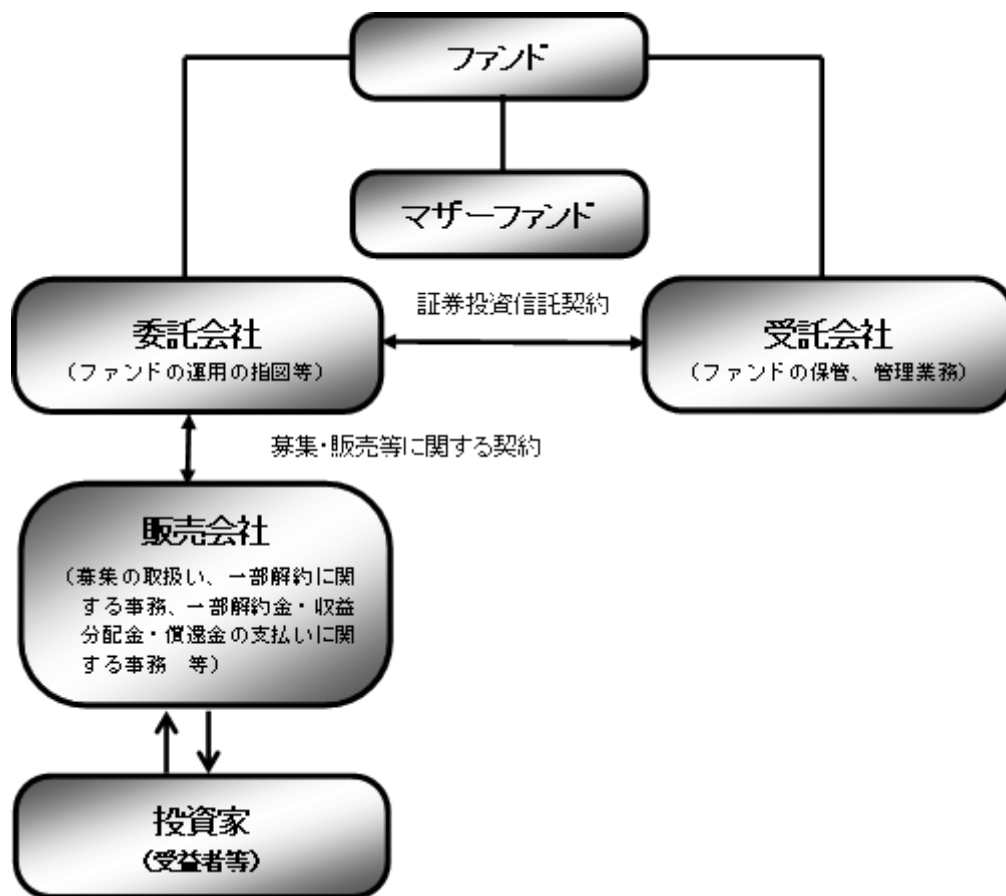 ファンド
マザーファンド
証券投資信託契約
委託会社
（ファンドの運用の指図等）
受託会社
（ファンドの保管、管理業務）
募集・販売等に関する契約
販売会社
（募集の取扱い、一部解約に関
する事務、一部解約金・収益
分配金・償還金の支払いに関
する事務　等）
投資家
（受益者等）